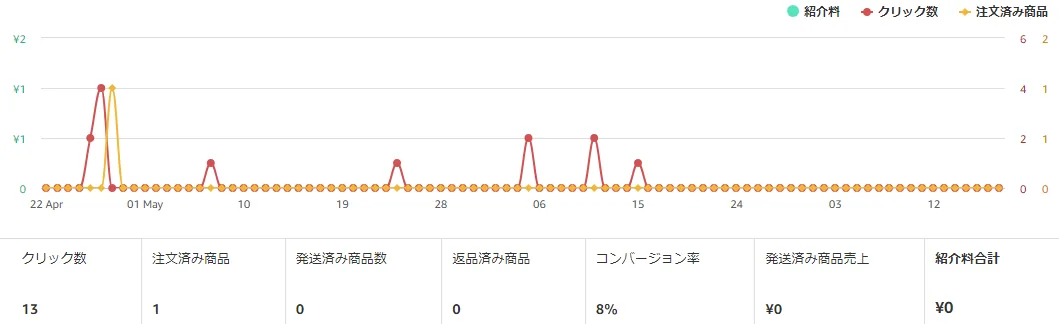 紹介料 クリック数 注文済み商品
¥2 6 2
¥1 4 1
¥1 2 1
0 0 0
22 Apr 01 May 10 19 28 06 15 24 03 12
クリック数 注文済み商品 発送済み商品数 返品済み商品 コンバージョン率 発送済み商品売上 紹介料合計
13 1 0 0 8% ¥0 ¥0